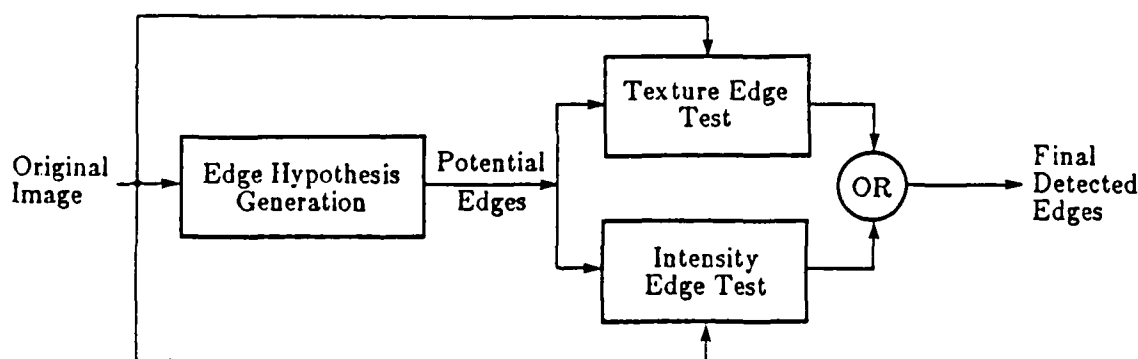 Original
Image
Edge Hypothesis
Generation
Potential
Edges
Texture Edge
Test
Intensity
Edge Test
OR
Final
Detected
Edges